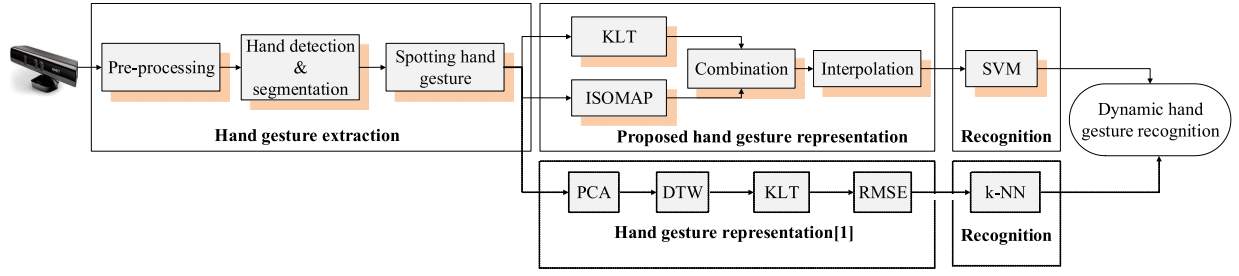 Pre-processing
Hand detection
&
segmentation
Spotting hand
gesture
Hand gesture extraction
KLT
ISOMAP
Combination
Interpolation
Proposed hand gesture representation
SVM
Recognition
Dynamic hand
gesture recognition
PCA
DTW
KLT
RMSE
Hand gesture representation[1]
k-NN
Recognition